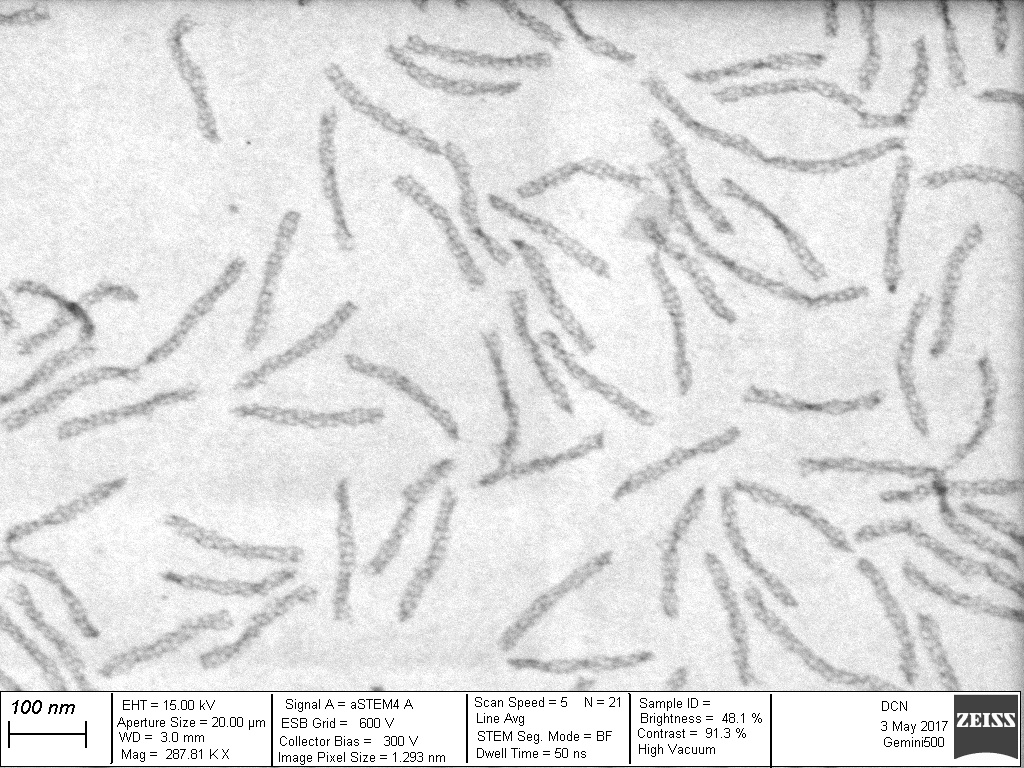 100 nm
EHT = 15.00 kV
Aperture Size = 20.00 µm
WD = 3.0 mm
Mag = 287.81 K X
Signal A = aSTEM4 A
ESB Grid = 600 V
Collector Bias = 300 V
Image Pixel Size = 1.293 nm
Scan Speed = 5 N = 21
Line Avg
STEM Seg. Mode = BF
Dwell Time = 50 ns
Sample ID =
Brightness = 48.1 %
Contrast = 91.3 %
High Vacuum
DCN
3 May 2017
Gemini500
ZEISS